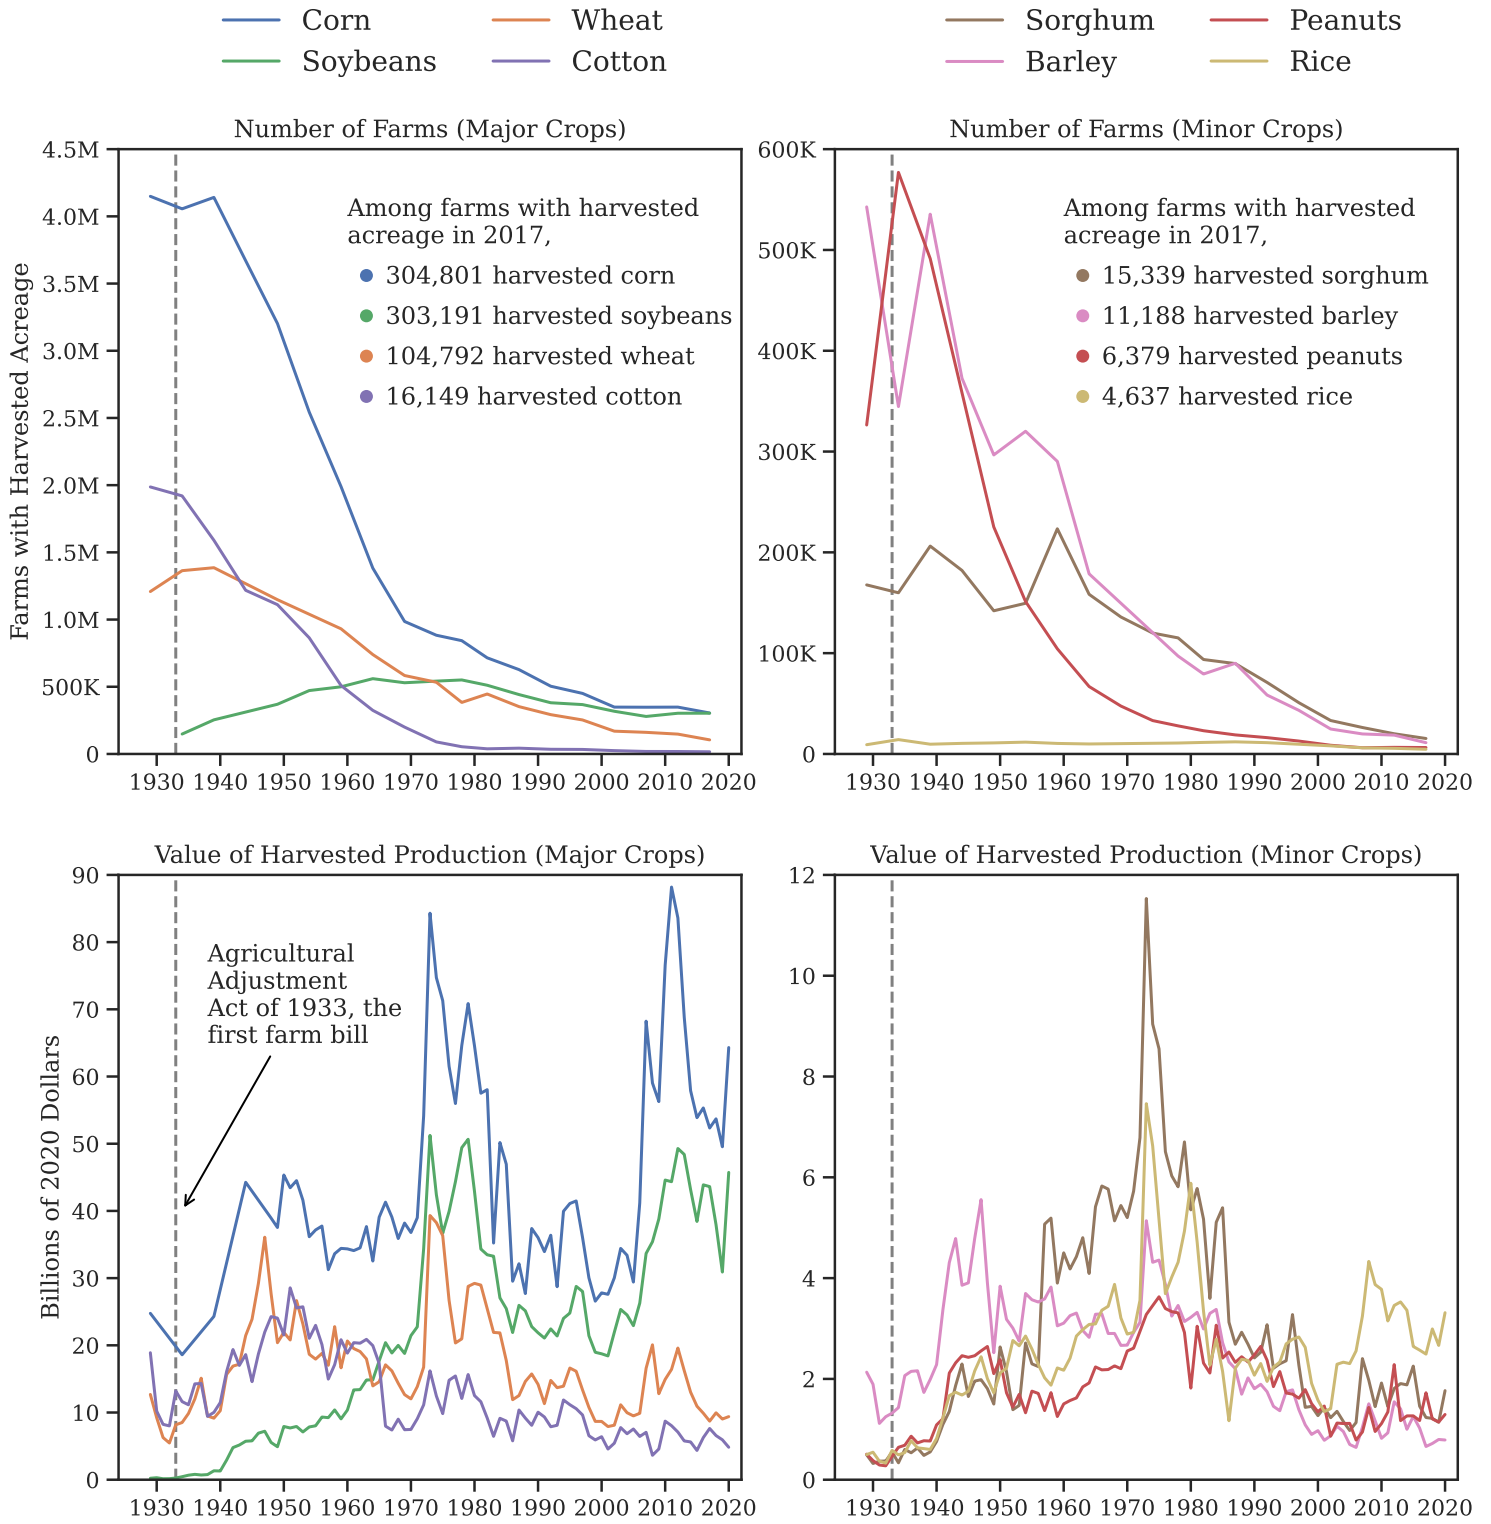 Corn
Wheat
Soybeans
Cotton
Sorghum
Peanuts
Barley
Rice
Number of Farms (Major Crops)
Farms with Harvested Acreage
4.5M
4.0M
3.5M
3.0M
2.5M
2.0M
1.5M
1.0M
500K
0
Among farms with harvested
acreage in 2017,
304,801 harvested corn
303,191 harvested soybeans
104,792 harvested wheat
16,149 harvested cotton
1930 1940 1950 1960 1970 1980 1990 2000 2010 2020
Number of Farms (Minor Crops)
600K
500K
400K
300K
200K
100K
0
Among farms with harvested
acreage in 2017,
15,339 harvested sorghum
11,188 harvested barley
6,379 harvested peanuts
4,637 harvested rice
1930 1940 1950 1960 1970 1980 1990 2000 2010 2020
Value of Harvested Production (Major Crops)
Billions of 2020 Dollars
90
80
70
60
50
40
30
20
10
0
Agricultural
Adjustment
Act of 1933, the
first farm bill
1930 1940 1950 1960 1970 1980 1990 2000 2010 2020
Value of Harvested Production (Minor Crops)
12
10
8
6
4
2
0
1930 1940 1950 1960 1970 1980 1990 2000 2010 2020